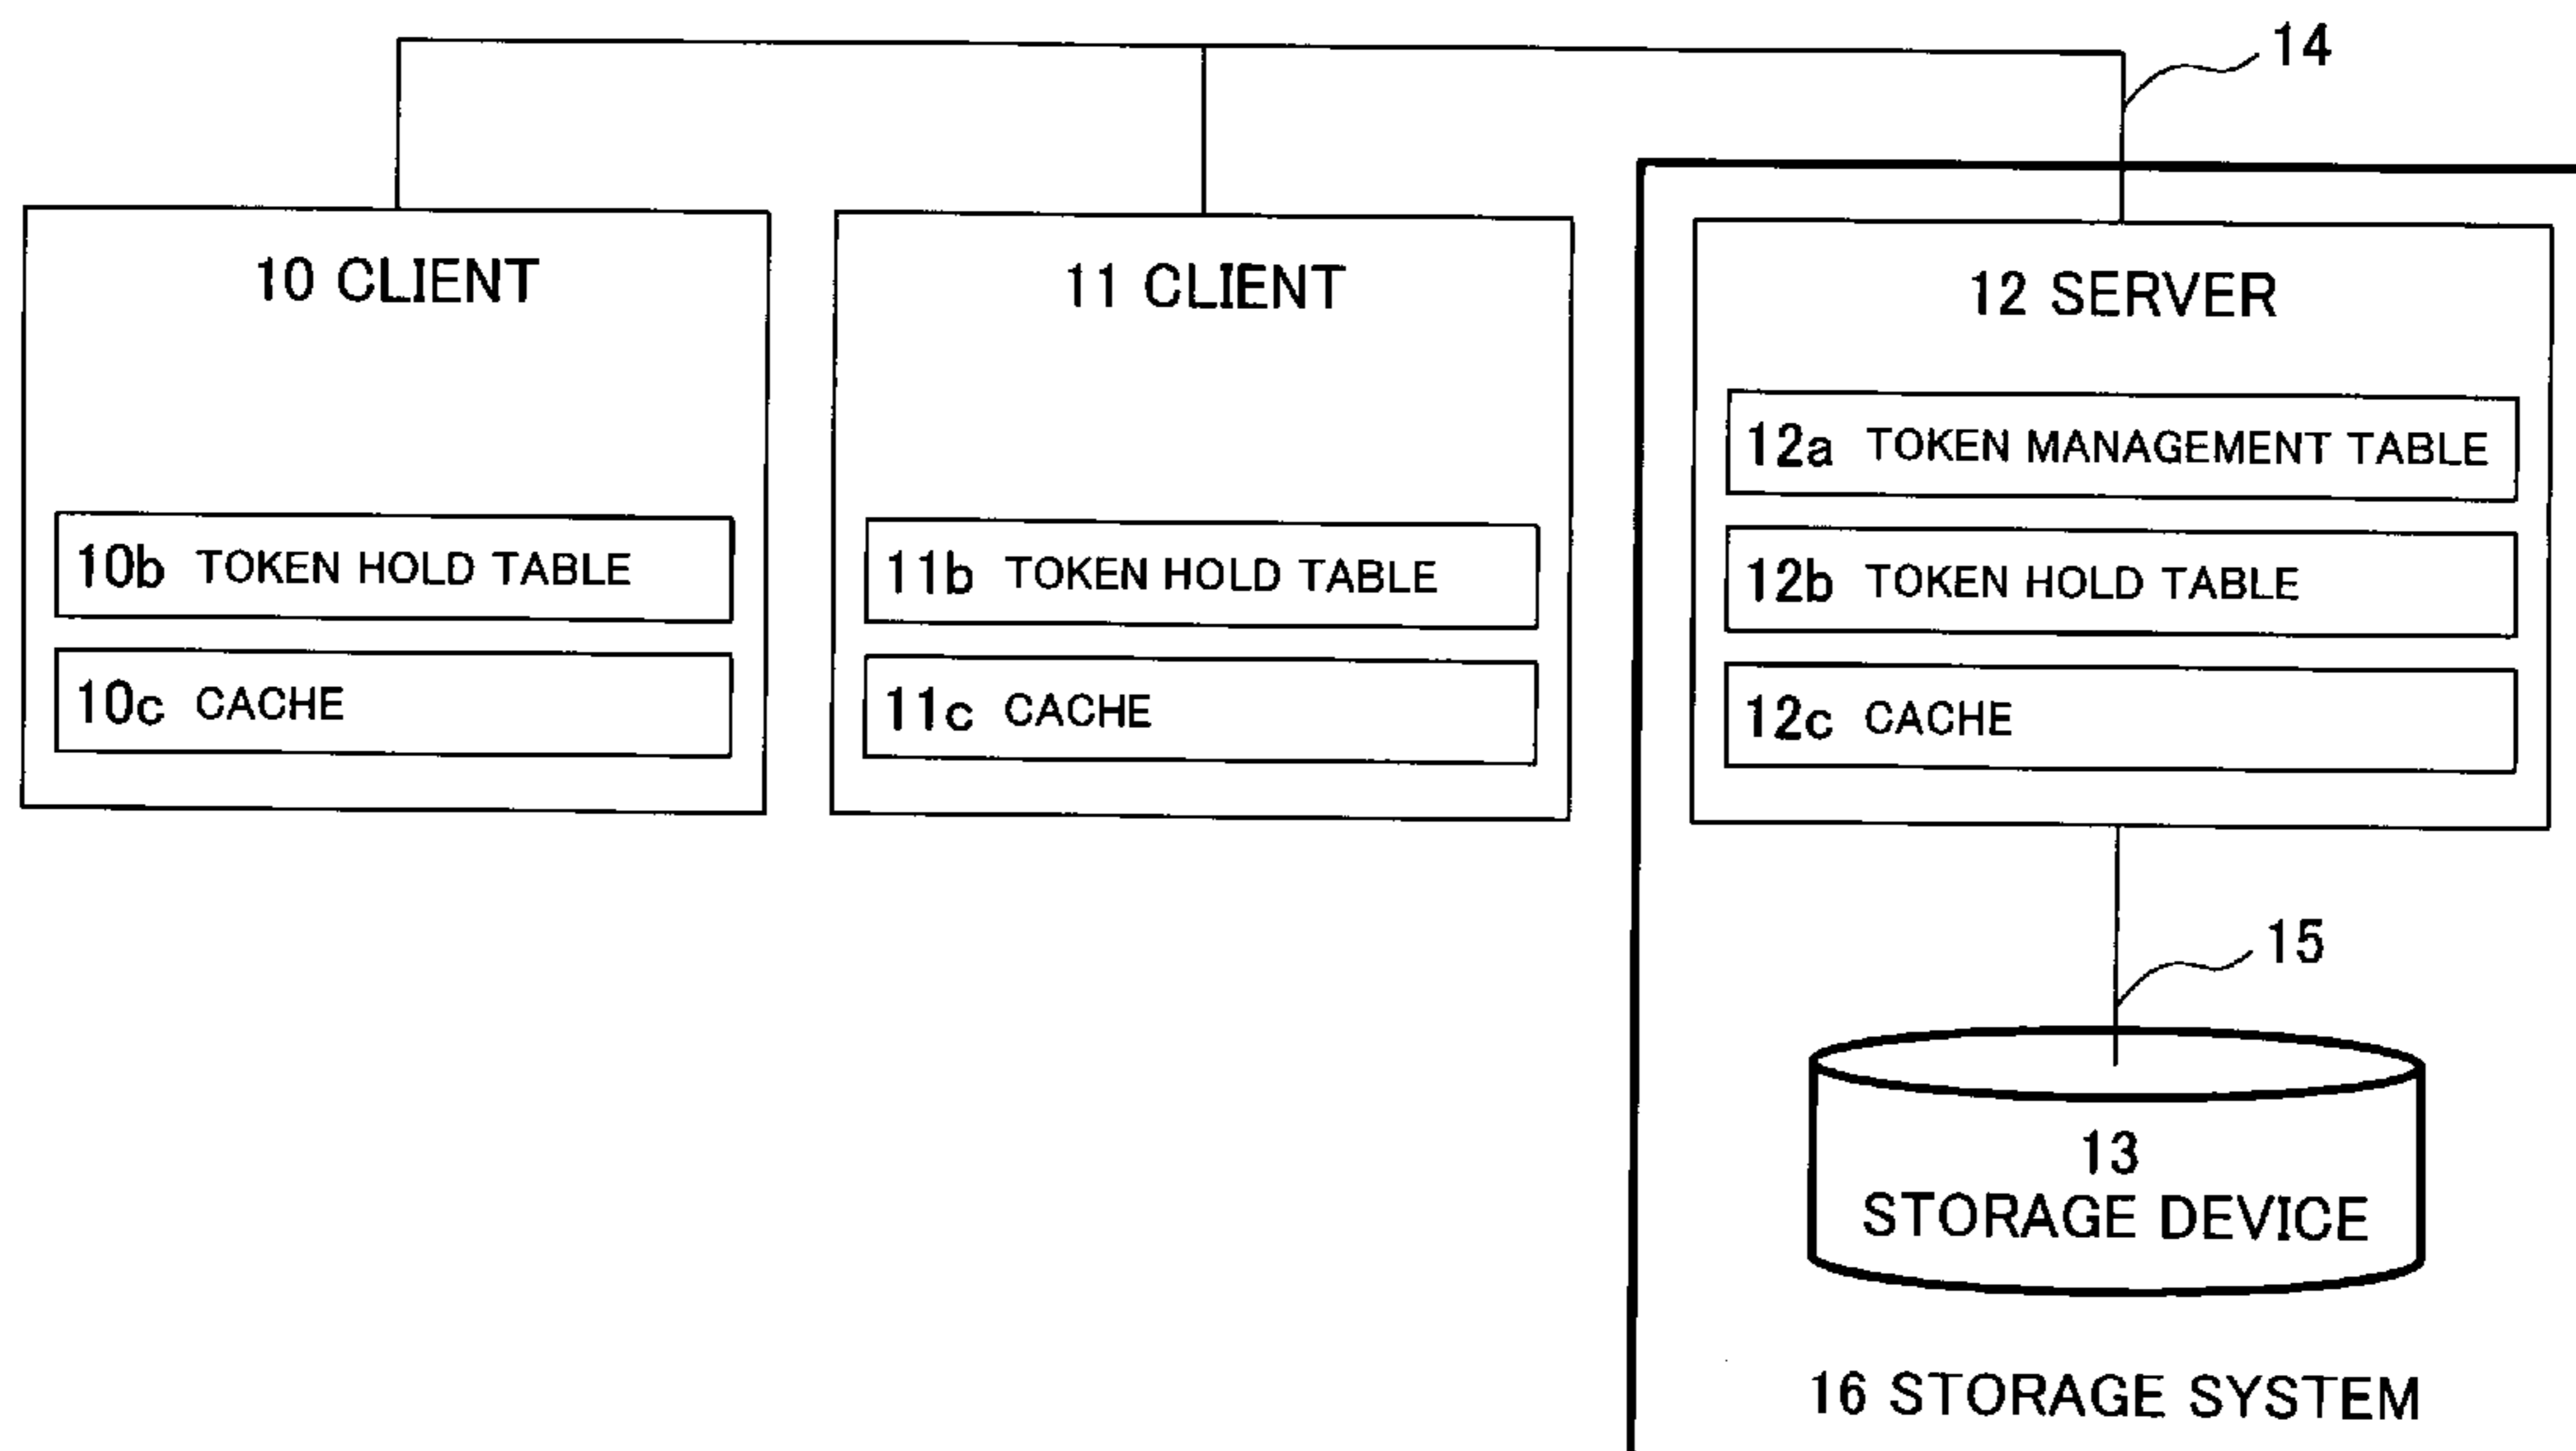 14
10 CLIENT
10b TOKEN HOLD TABLE
10c CACHE
11 CLIENT
11b TOKEN HOLD TABLE
11c CACHE
12 SERVER
12a TOKEN MANAGEMENT TABLE
12b TOKEN HOLD TABLE
12c CACHE
15
13
STORAGE DEVICE
16 STORAGE SYSTEM